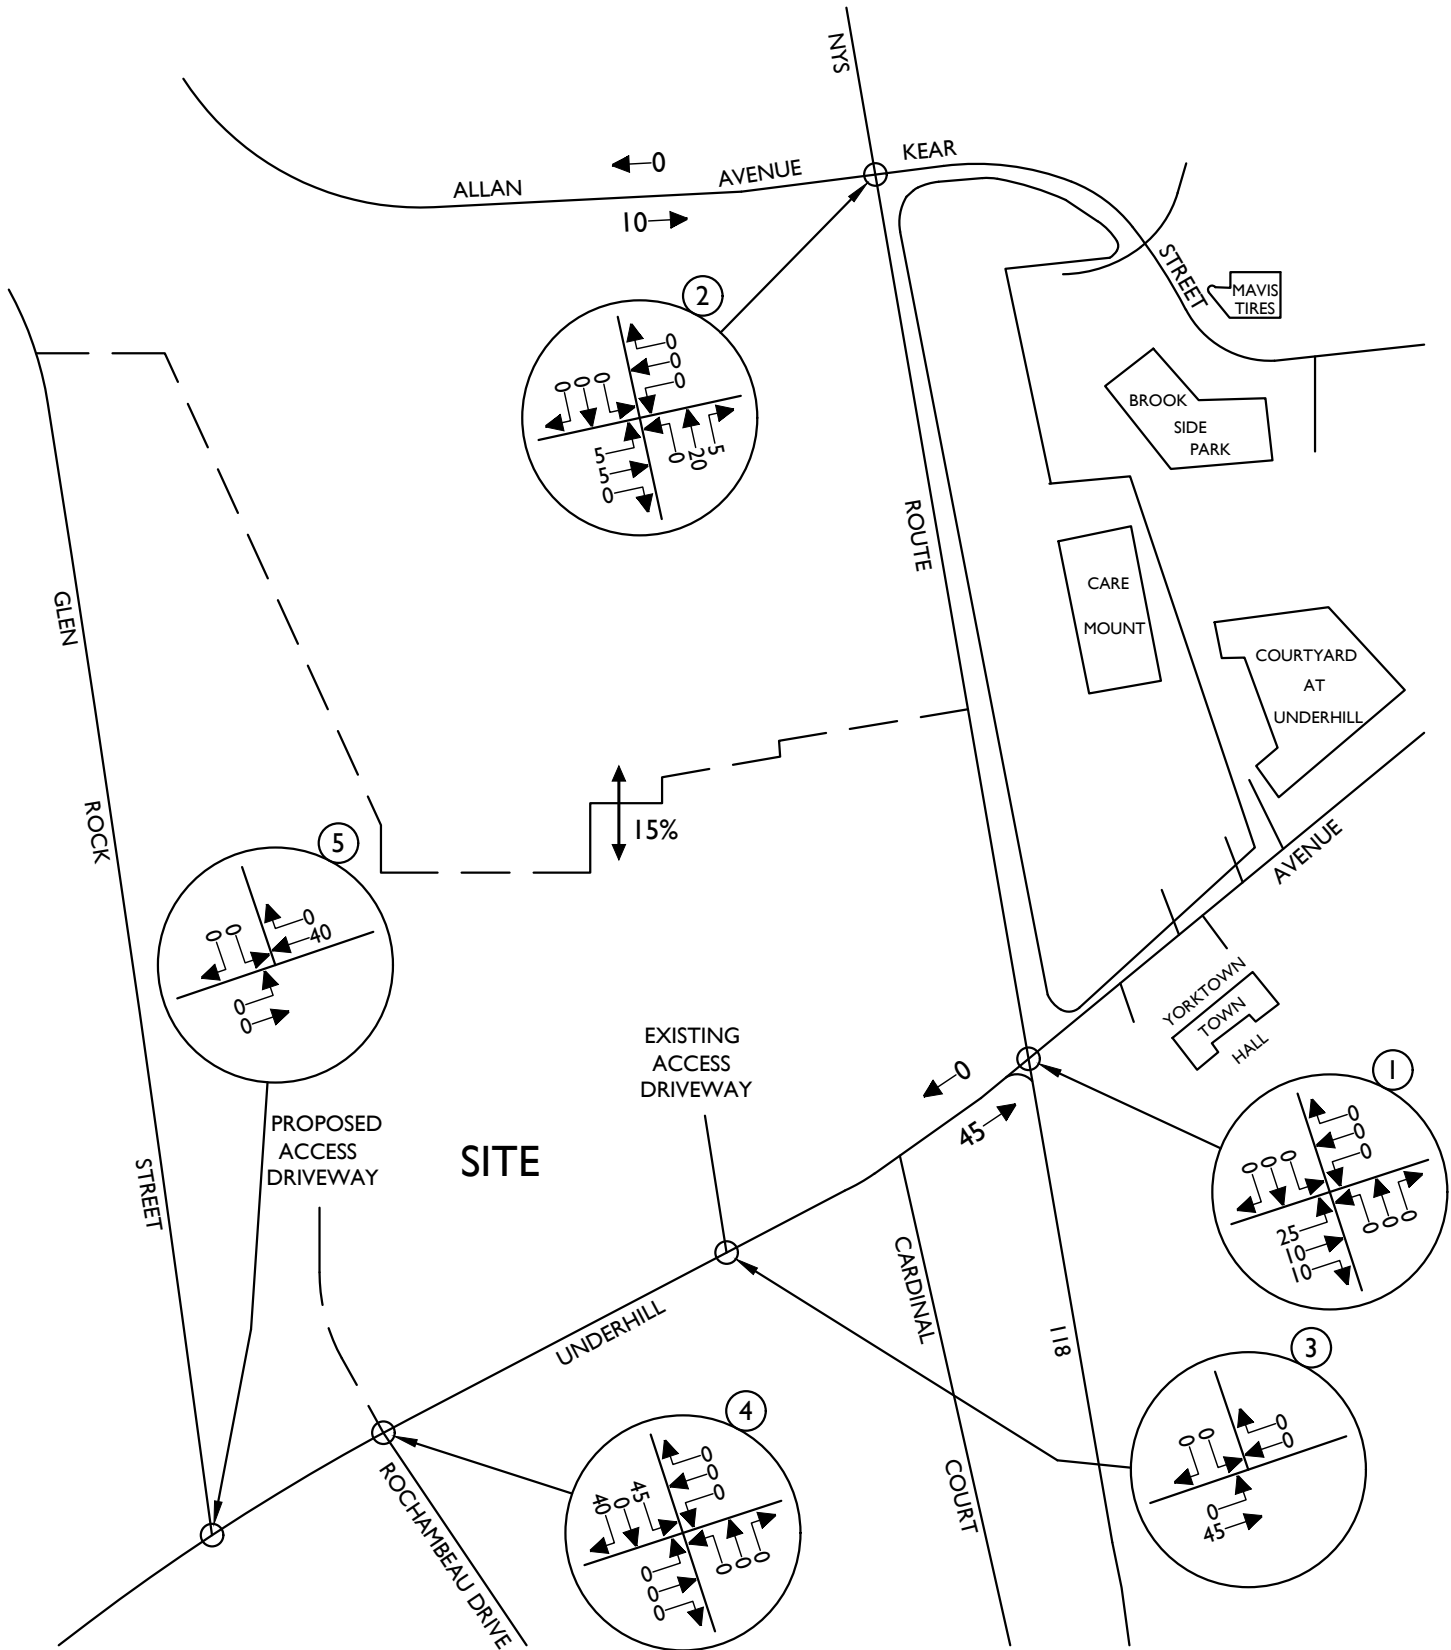 NYS
KEAR
0
ALLAN
AVENUE
10
STREET
MAVIS
TIRES
2
0
0
0
0
0
0
5
5
0
0
20
5
BROOK
SIDE
PARK
ROUTE
CARE
MOUNT
GLEN
COURTYARD
AT
UNDERHILL
ROCK
15%
AVENUE
5
0
40
0
0
0
0
YORKTOWN
TOWN
HALL
EXISTING
ACCESS
DRIVEWAY
0
45
1
0
0
0
0
0
0
25
10
10
0
0
0
PROPOSED
ACCESS
DRIVEWAY
SITE
STREET
CARDINAL
118
UNDERHILL
3
0
0
0
0
0
45
4
0
0
0
40
0
45
0
0
0
0
0
0
ROCHAMBEAU DRIVE
COURT